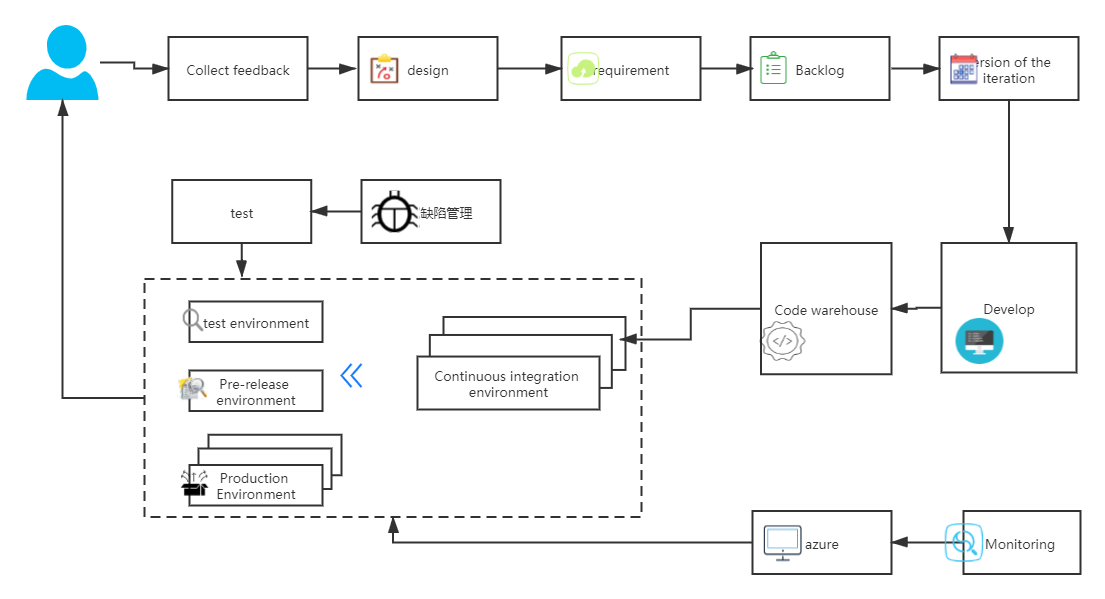 Collect feedback
design
requirement
Backlog
ersion of the
iteration
test
缺陷管理
test environment
Pre-release
environment
Production
Environment
Continuous integration
environment
Code warehouse
Develop
azure
Monitoring